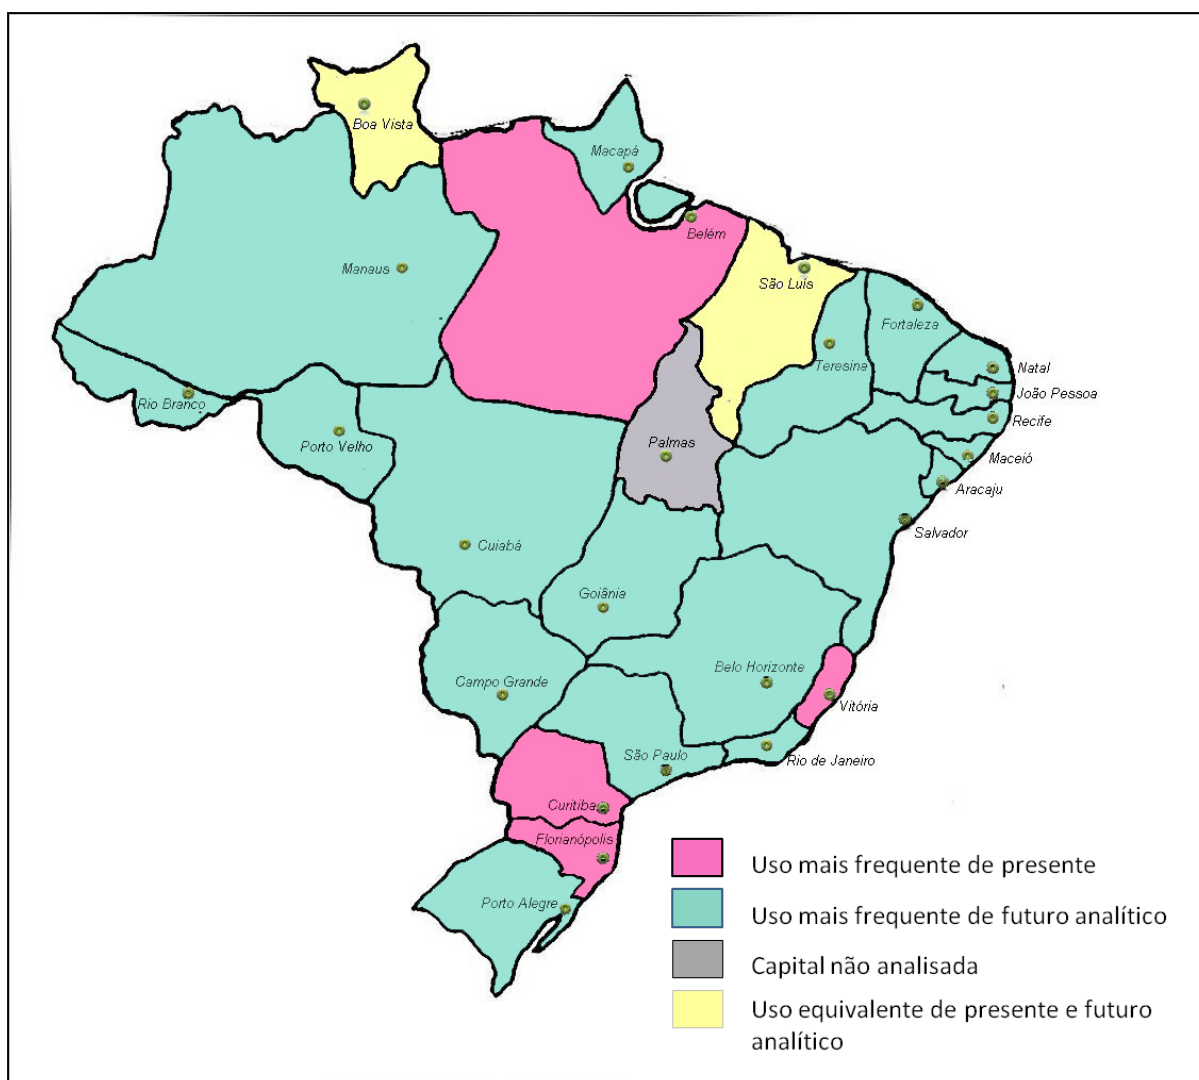 Boa Vista
Macapá
Belém
Manaus
São Luís
Fortaleza
Teresina
Natal
João Pessoa
Rio Branco
Recife
Porto Velho
Palmas
Maceió
Aracaju
Salvador
Cuiabá
Goiânia
Belo Horizonte
Campo Grande
Vitória
São Paulo
Rio de Janeiro
Curitiba
Florianópolis
Porto Alegre
Uso mais frequente de presente
Uso mais frequente de futuro analítico
Capital não analisada
Uso equivalente de presente e futuro
analítico